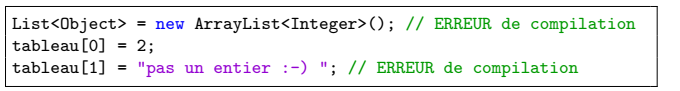 List<Object> = new ArrayList<Integer>(); // ERREUR de compilation
tableau[0] = 2;
tableau[1] = "pas un entier :-) "; // ERREUR de compilation